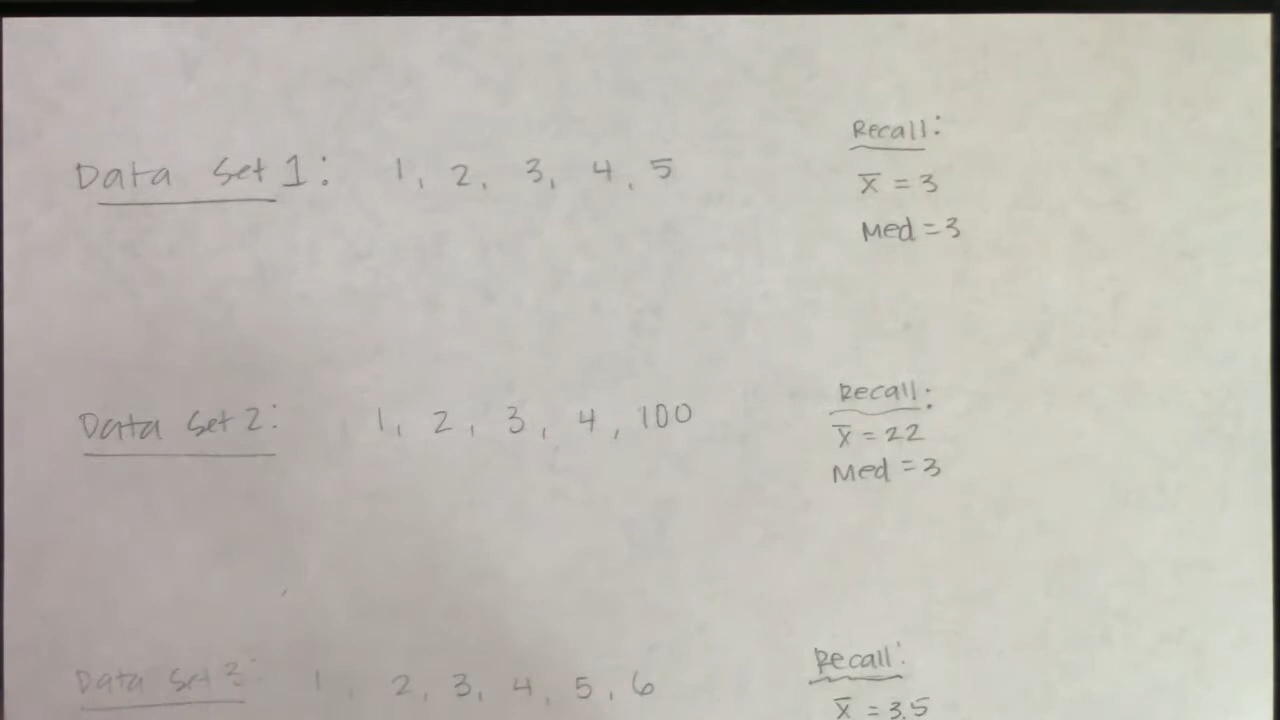 Data Set 1: 1, 2, 3, 4, 5
Recall:
x̅ = 3
Med = 3
Data Set 2: 1, 2, 3, 4, 100
Recall:
x̅ = 22
Med = 3
Data Set 3: 1, 2, 3, 4, 5, 6
Recall:
x̅ = 3.5